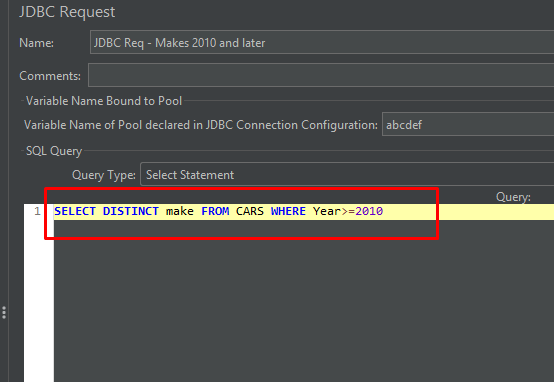 JDBC Request
Name: JDBC Req - Makes 2010 and later
Comments:
Variable Name Bound to Pool
Variable Name of Pool declared in JDBC Connection Configuration: abcdef
SQL Query
Query Type: Select Statement
Query:
1 SELECT DISTINCT make FROM CARS WHERE Year>=2010